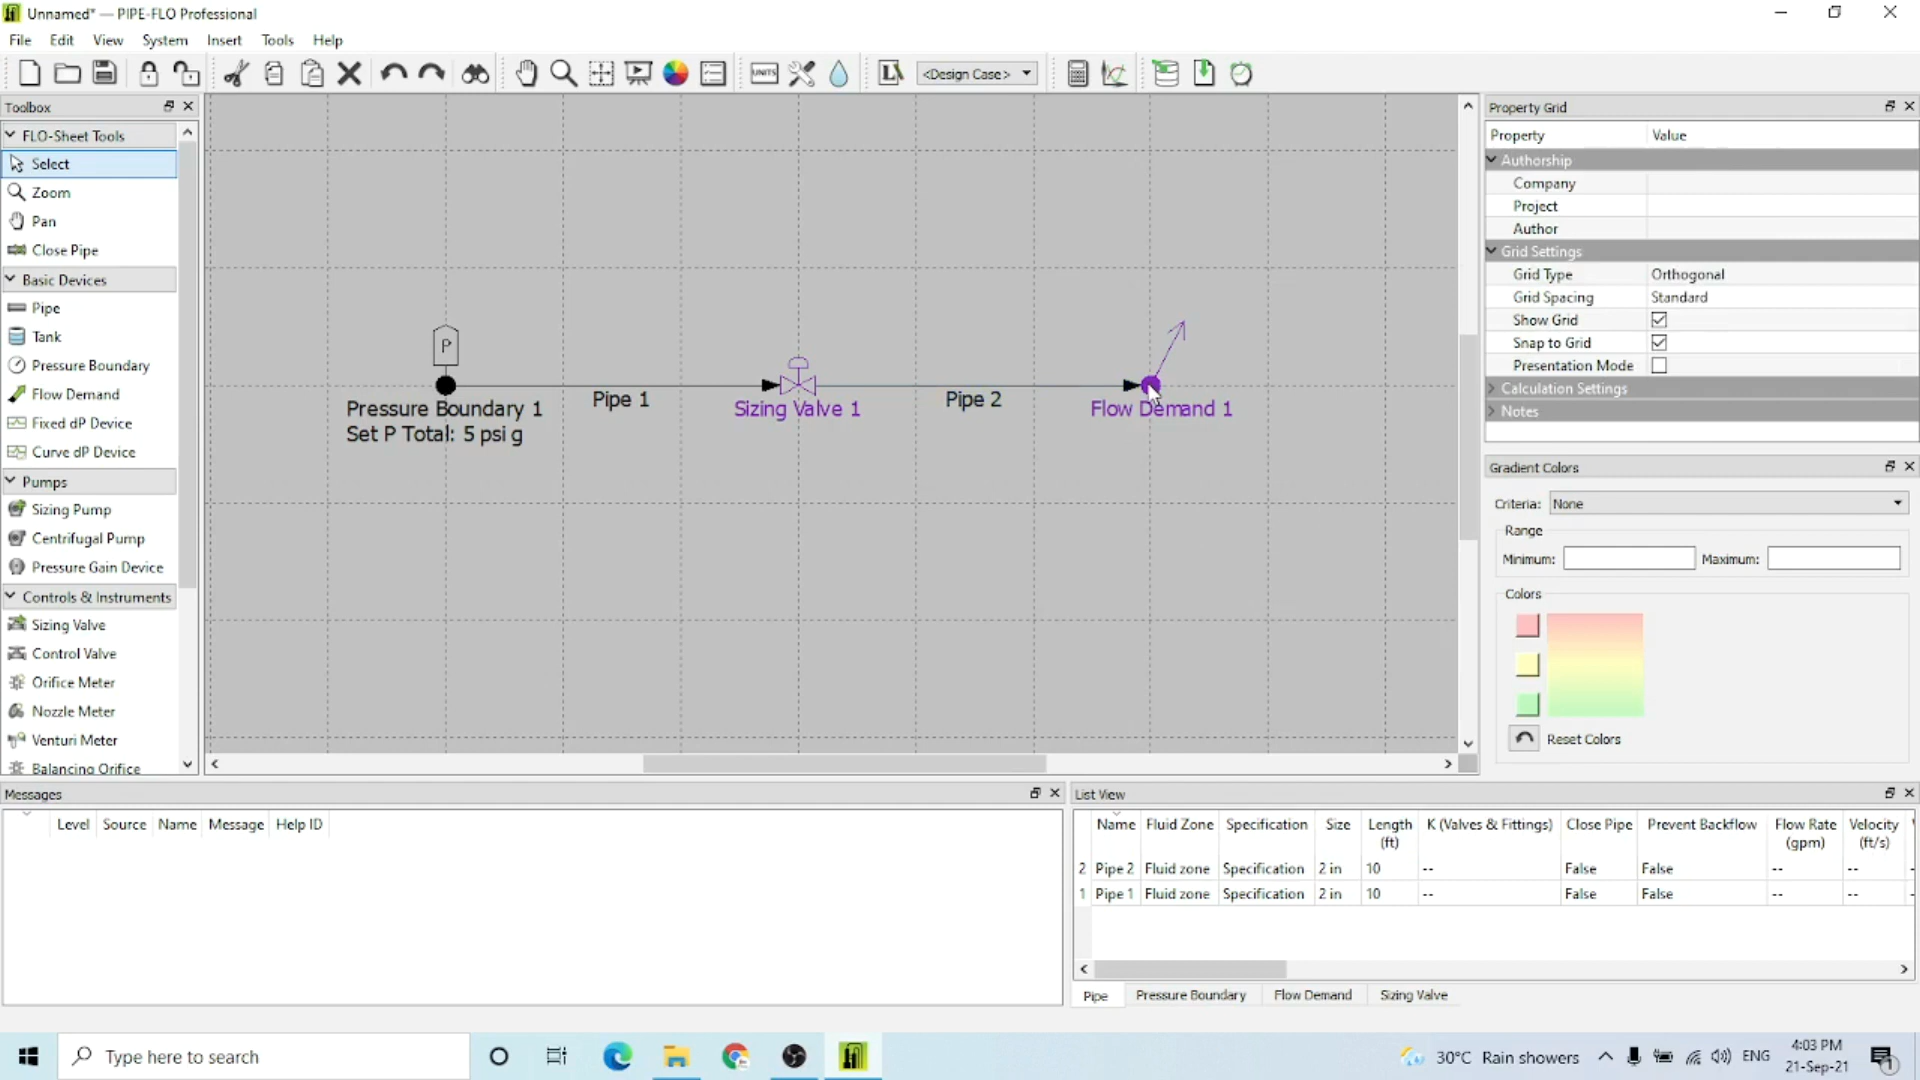 Unnamed* — PIPE-FLO Professional
File Edit View System Insert Tools Help
UNITS <Design Case>
Toolbox
FLO-Sheet Tools
Select
Zoom
Pan
Close Pipe
Basic Devices
Pipe
Tank
Pressure Boundary
Flow Demand
Fixed dP Device
Curve dP Device
Pumps
Sizing Pump
Centrifugal Pump
Pressure Gain Device
Controls & Instruments
Sizing Valve
Control Valve
Orifice Meter
Nozzle Meter
Venturi Meter
Balancing Orifice
P
Pressure Boundary 1
Set P Total: 5 psi g
Pipe 1
Sizing Valve 1
Pipe 2
Flow Demand 1
Property Grid
Property Value
Authorship
Company
Project
Author
Grid Settings
Grid Type Orthogonal
Grid Spacing Standard
Show Grid
Snap to Grid
Presentation Mode
Calculation Settings
Notes
Gradient Colors
Criteria: None
Range
Minimum: Maximum:
Colors
Reset Colors
Messages
Level Source Name Message Help ID
List View
Name Fluid Zone Specification Size Length (ft) K (Valves & Fittings) Close Pipe Prevent Backflow Flow Rate (gpm) Velocity (ft/s)
2 Pipe 2 Fluid zone Specification 2 in 10 -- False False -- --
1 Pipe 1 Fluid zone Specification 2 in 10 -- False False -- --
Pipe Pressure Boundary Flow Demand Sizing Valve
Type here to search
30°C Rain showers ENG 4:03 PM
21-Sep-21
1